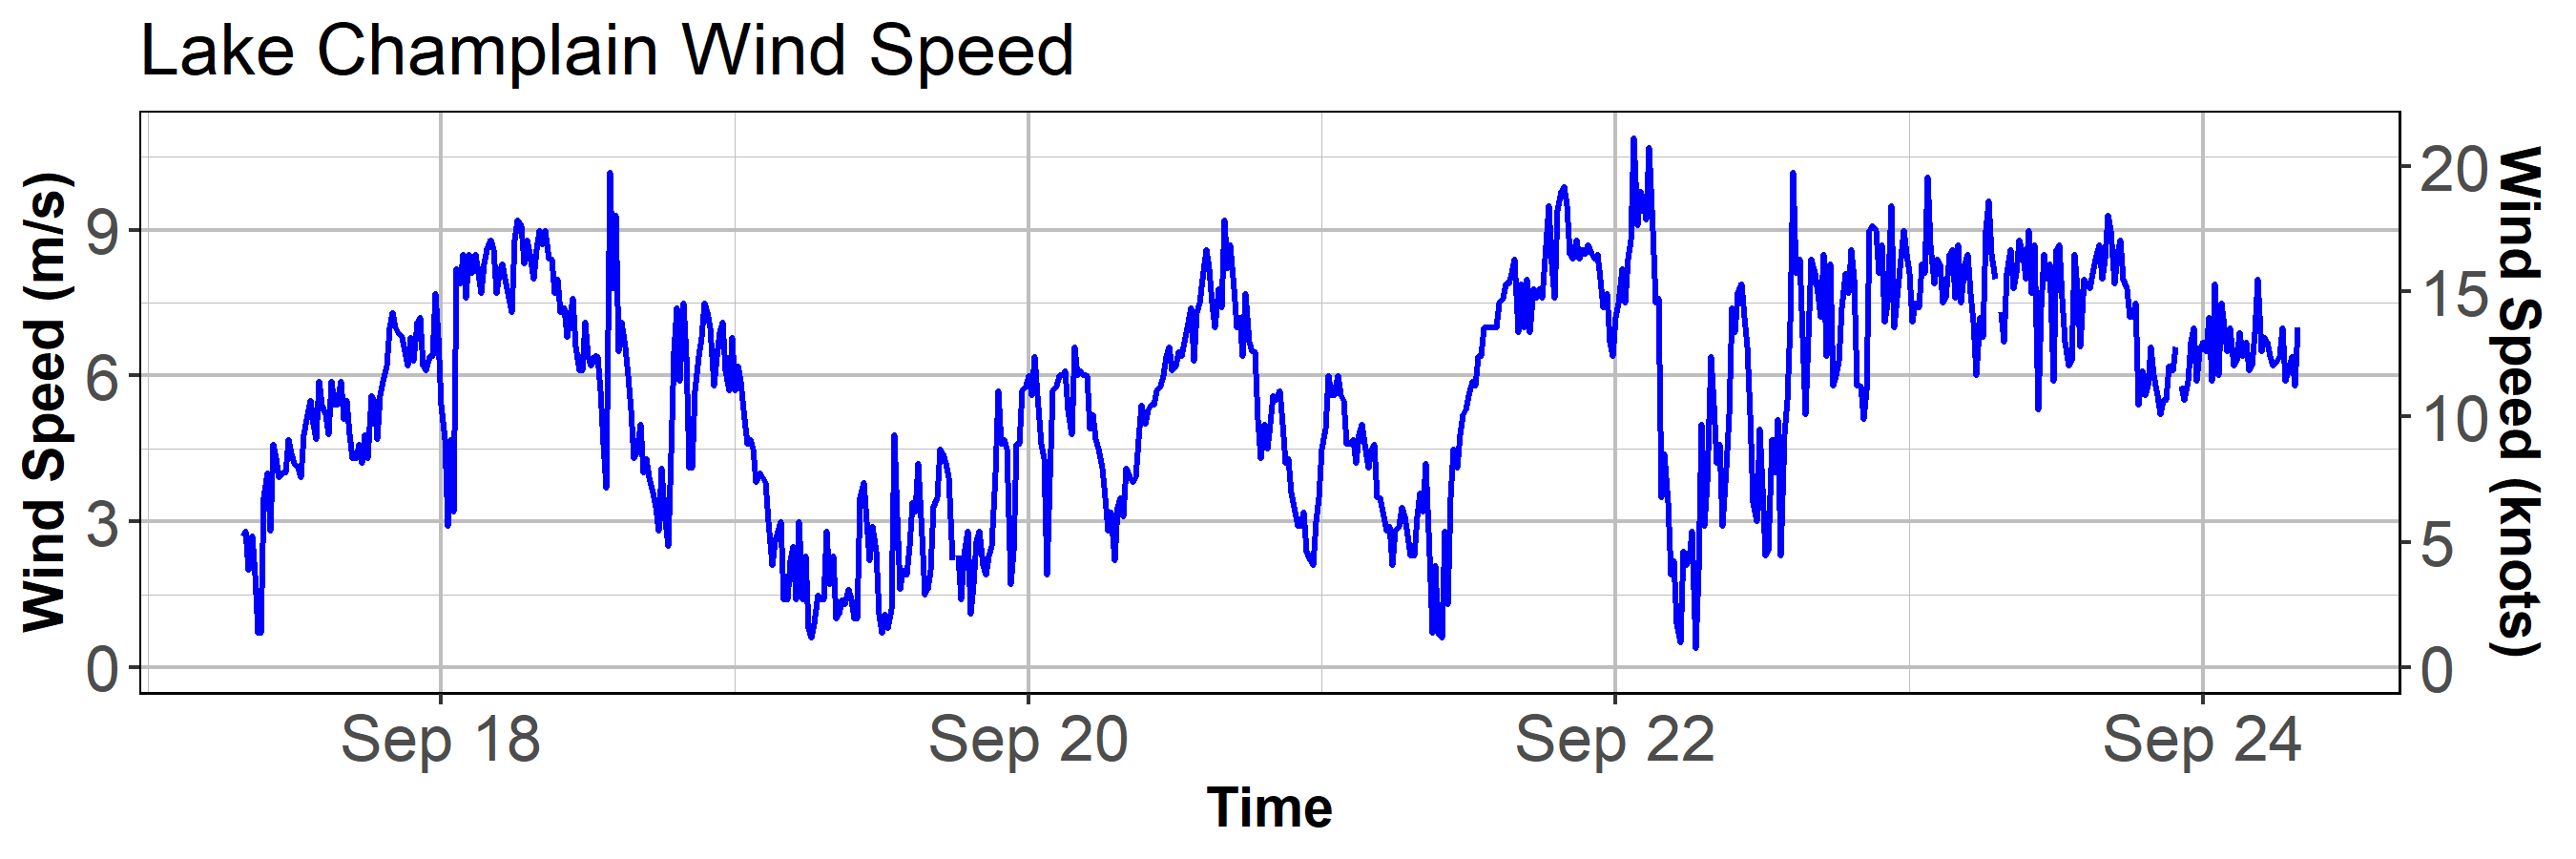 Lake Champlain Wind Speed
Wind Speed (m/s)
9
6
3
0
20
15
10
5
0
Wind Speed (knots)
Sep 18
Sep 20
Sep 22
Sep 24
Time